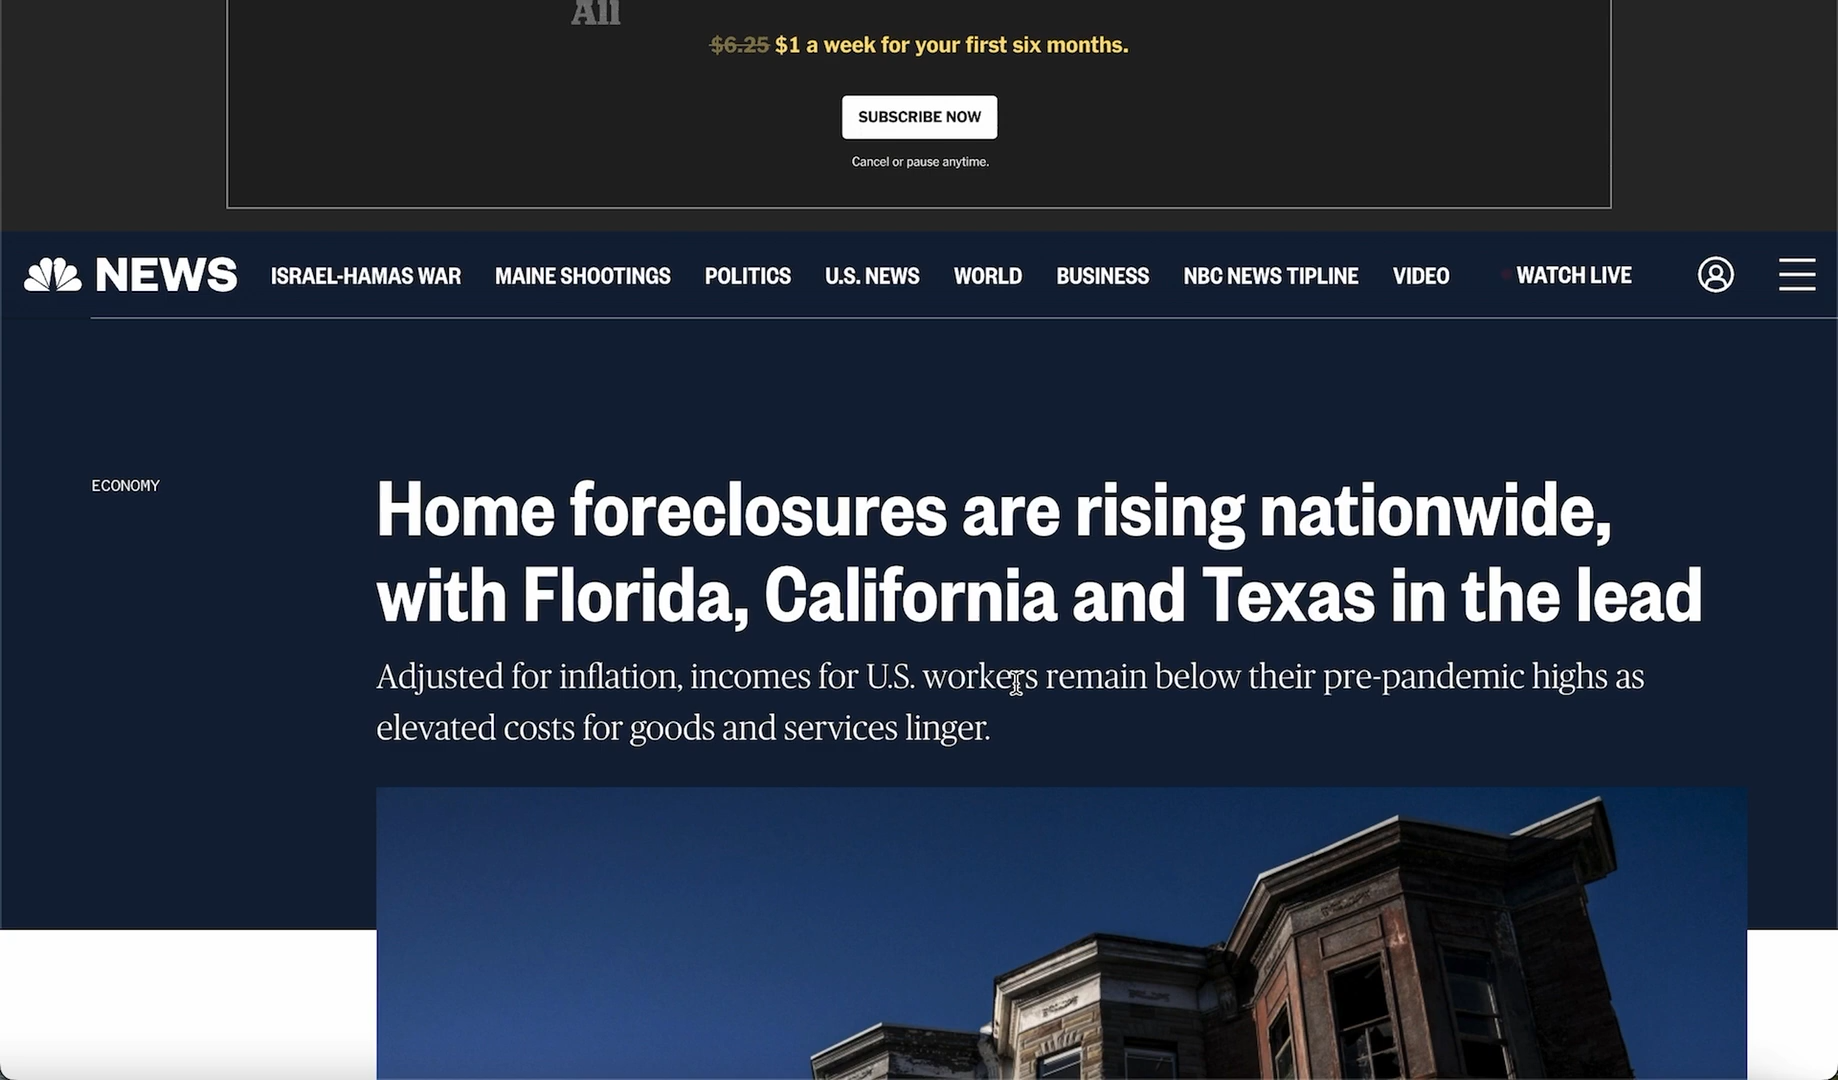 All
$6.25 $1 a week for your first six months.
SUBSCRIBE NOW
Cancel or pause anytime.
NEWS ISRAEL-HAMAS WAR MAINE SHOOTINGS POLITICS U.S. NEWS WORLD BUSINESS NBC NEWS TIPLINE VIDEO WATCH LIVE
ECONOMY
Home foreclosures are rising nationwide,
with Florida, California and Texas in the lead
Adjusted for inflation, incomes for U.S. workers remain below their pre-pandemic highs as
elevated costs for goods and services linger.